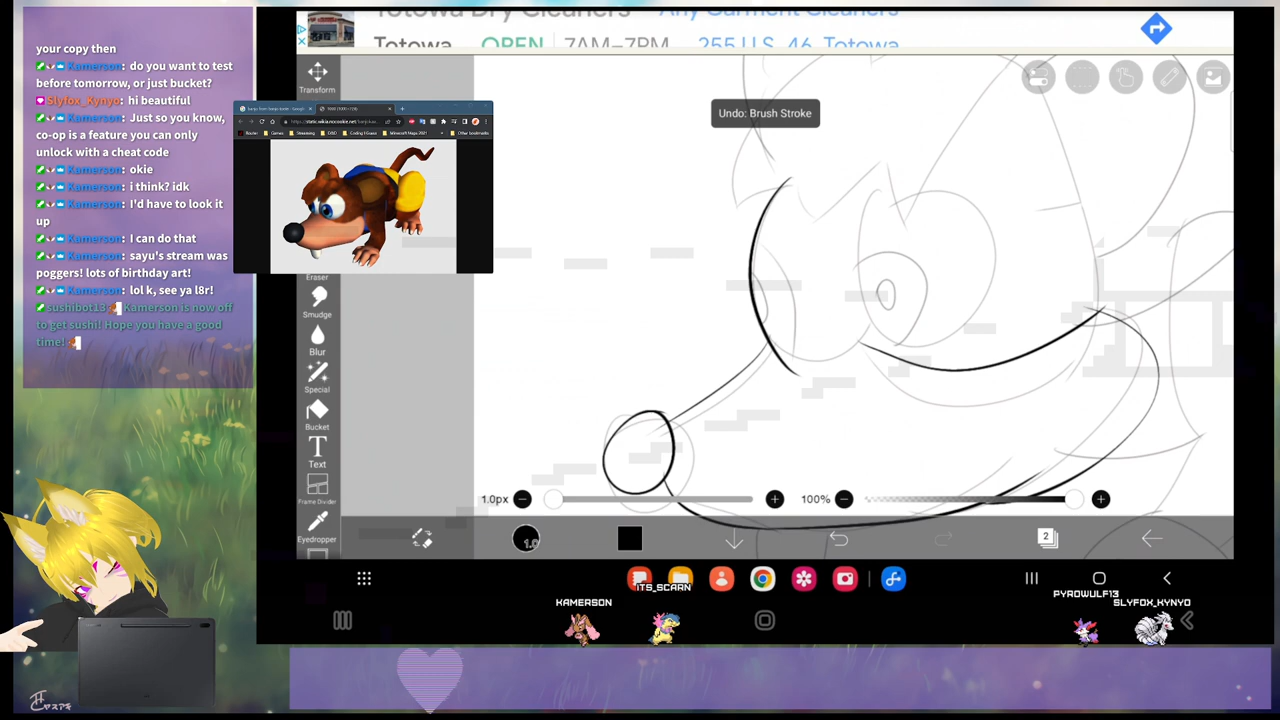 your copy then
Kamerson: do you want to test
before tomorrow, or just bucket?
Slyfox_Kynyo: hi beautiful
Kamerson: Just so you know,
co-op is a feature you can only
unlock with a cheat code
Kamerson: okie
Kamerson: i think? idk
Kamerson: I'd have to look it
up
Kamerson: I can do that
Kamerson: sayu's stream was
poggers! lots of birthday art!
Kamerson: lol k, see ya l8r!
sushibot13: Kamerson is now off
to get sushi! Hope you have a good
time!
Totowa Dry Cleaners
Any Garment Cleaners
Totowa OPEN 7AM–7PM 255 U.S. 46, Totowa
Transform
Undo: Brush Stroke
Eraser
Smudge
Blur
Special
Bucket
Text
Frame Divider
Eyedropper
1.0px
100%
1.0
2
ITS_SCARN
KAMERSON
PYROWULF13
SLYFOX_KYNYO